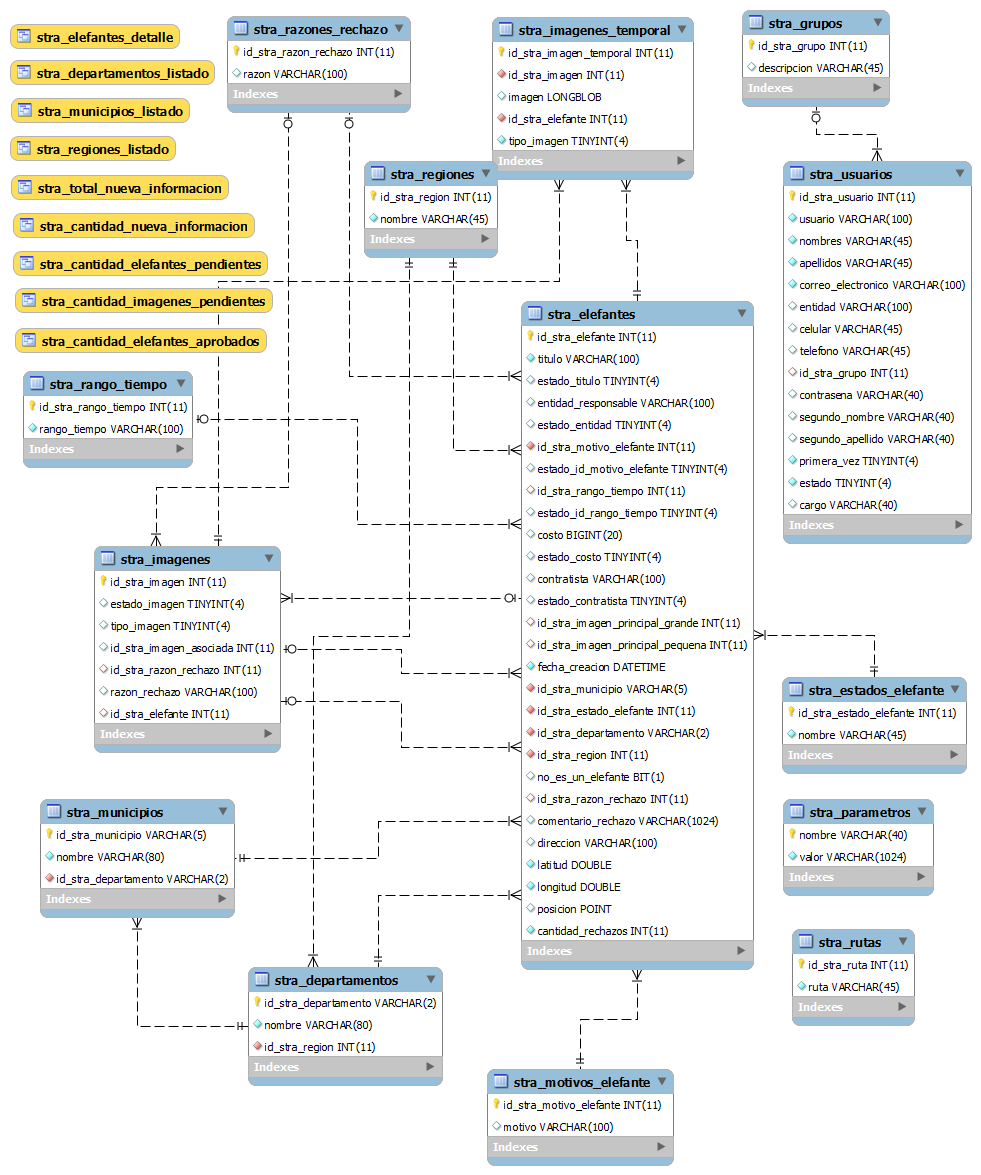 stra_elefantes_detalle
stra_departamentos_listado
stra_municipios_listado
stra_regiones_listado
stra_total_nueva_informacion
stra_cantidad_nueva_informacion
stra_cantidad_elefantes_pendientes
stra_cantidad_imagenes_pendientes
stra_cantidad_elefantes_aprobados
stra_razones_rechazo
id_stra_razon_rechazo INT(11)
razon VARCHAR(100)
Indexes
stra_imagenes_temporal
id_stra_imagen_temporal INT(11)
id_stra_imagen INT(11)
imagen LONGBLOB
id_stra_elefante INT(11)
tipo_imagen TINYINT(4)
Indexes
stra_grupos
id_stra_grupo INT(11)
descripcion VARCHAR(45)
Indexes
stra_regiones
id_stra_region INT(11)
nombre VARCHAR(45)
Indexes
stra_usuarios
id_stra_usuario INT(11)
usuario VARCHAR(100)
nombres VARCHAR(45)
apellidos VARCHAR(45)
correo_electronico VARCHAR(100)
entidad VARCHAR(100)
celular VARCHAR(45)
telefono VARCHAR(45)
id_stra_grupo INT(11)
contrasena VARCHAR(40)
segundo_nombre VARCHAR(40)
segundo_apellido VARCHAR(40)
primera_vez TINYINT(4)
estado TINYINT(4)
cargo VARCHAR(40)
Indexes
stra_rango_tiempo
id_stra_rango_tiempo INT(11)
rango_tiempo VARCHAR(100)
Indexes
stra_elefantes
id_stra_elefante INT(11)
titulo VARCHAR(100)
estado_titulo TINYINT(4)
entidad_responsable VARCHAR(100)
estado_entidad TINYINT(4)
id_stra_motivo_elefante INT(11)
estado_id_motivo_elefante TINYINT(4)
id_stra_rango_tiempo INT(11)
estado_id_rango_tiempo TINYINT(4)
costo BIGINT(20)
estado_costo TINYINT(4)
contratista VARCHAR(100)
estado_contratista TINYINT(4)
id_stra_imagen_principal_grande INT(11)
id_stra_imagen_principal_pequena INT(11)
fecha_creacion DATETIME
id_stra_municipio VARCHAR(5)
id_stra_estado_elefante INT(11)
id_stra_departamento VARCHAR(2)
id_stra_region INT(11)
no_es_un_elefante BIT(1)
id_stra_razon_rechazo INT(11)
comentario_rechazo VARCHAR(1024)
direccion VARCHAR(100)
latitud DOUBLE
longitud DOUBLE
posicion POINT
cantidad_rechazos INT(11)
Indexes
stra_imagenes
id_stra_imagen INT(11)
estado_imagen TINYINT(4)
tipo_imagen TINYINT(4)
id_stra_imagen_asociada INT(11)
id_stra_razon_rechazo INT(11)
razon_rechazo VARCHAR(100)
id_stra_elefante INT(11)
Indexes
stra_estados_elefante
id_stra_estado_elefante INT(11)
nombre VARCHAR(45)
Indexes
stra_municipios
id_stra_municipio VARCHAR(5)
nombre VARCHAR(80)
id_stra_departamento VARCHAR(2)
Indexes
stra_parametros
nombre VARCHAR(40)
valor VARCHAR(1024)
Indexes
stra_rutas
id_stra_ruta INT(11)
ruta VARCHAR(45)
Indexes
stra_departamentos
id_stra_departamento VARCHAR(2)
nombre VARCHAR(80)
id_stra_region INT(11)
Indexes
stra_motivos_elefante
id_stra_motivo_elefante INT(11)
motivo VARCHAR(100)
Indexes